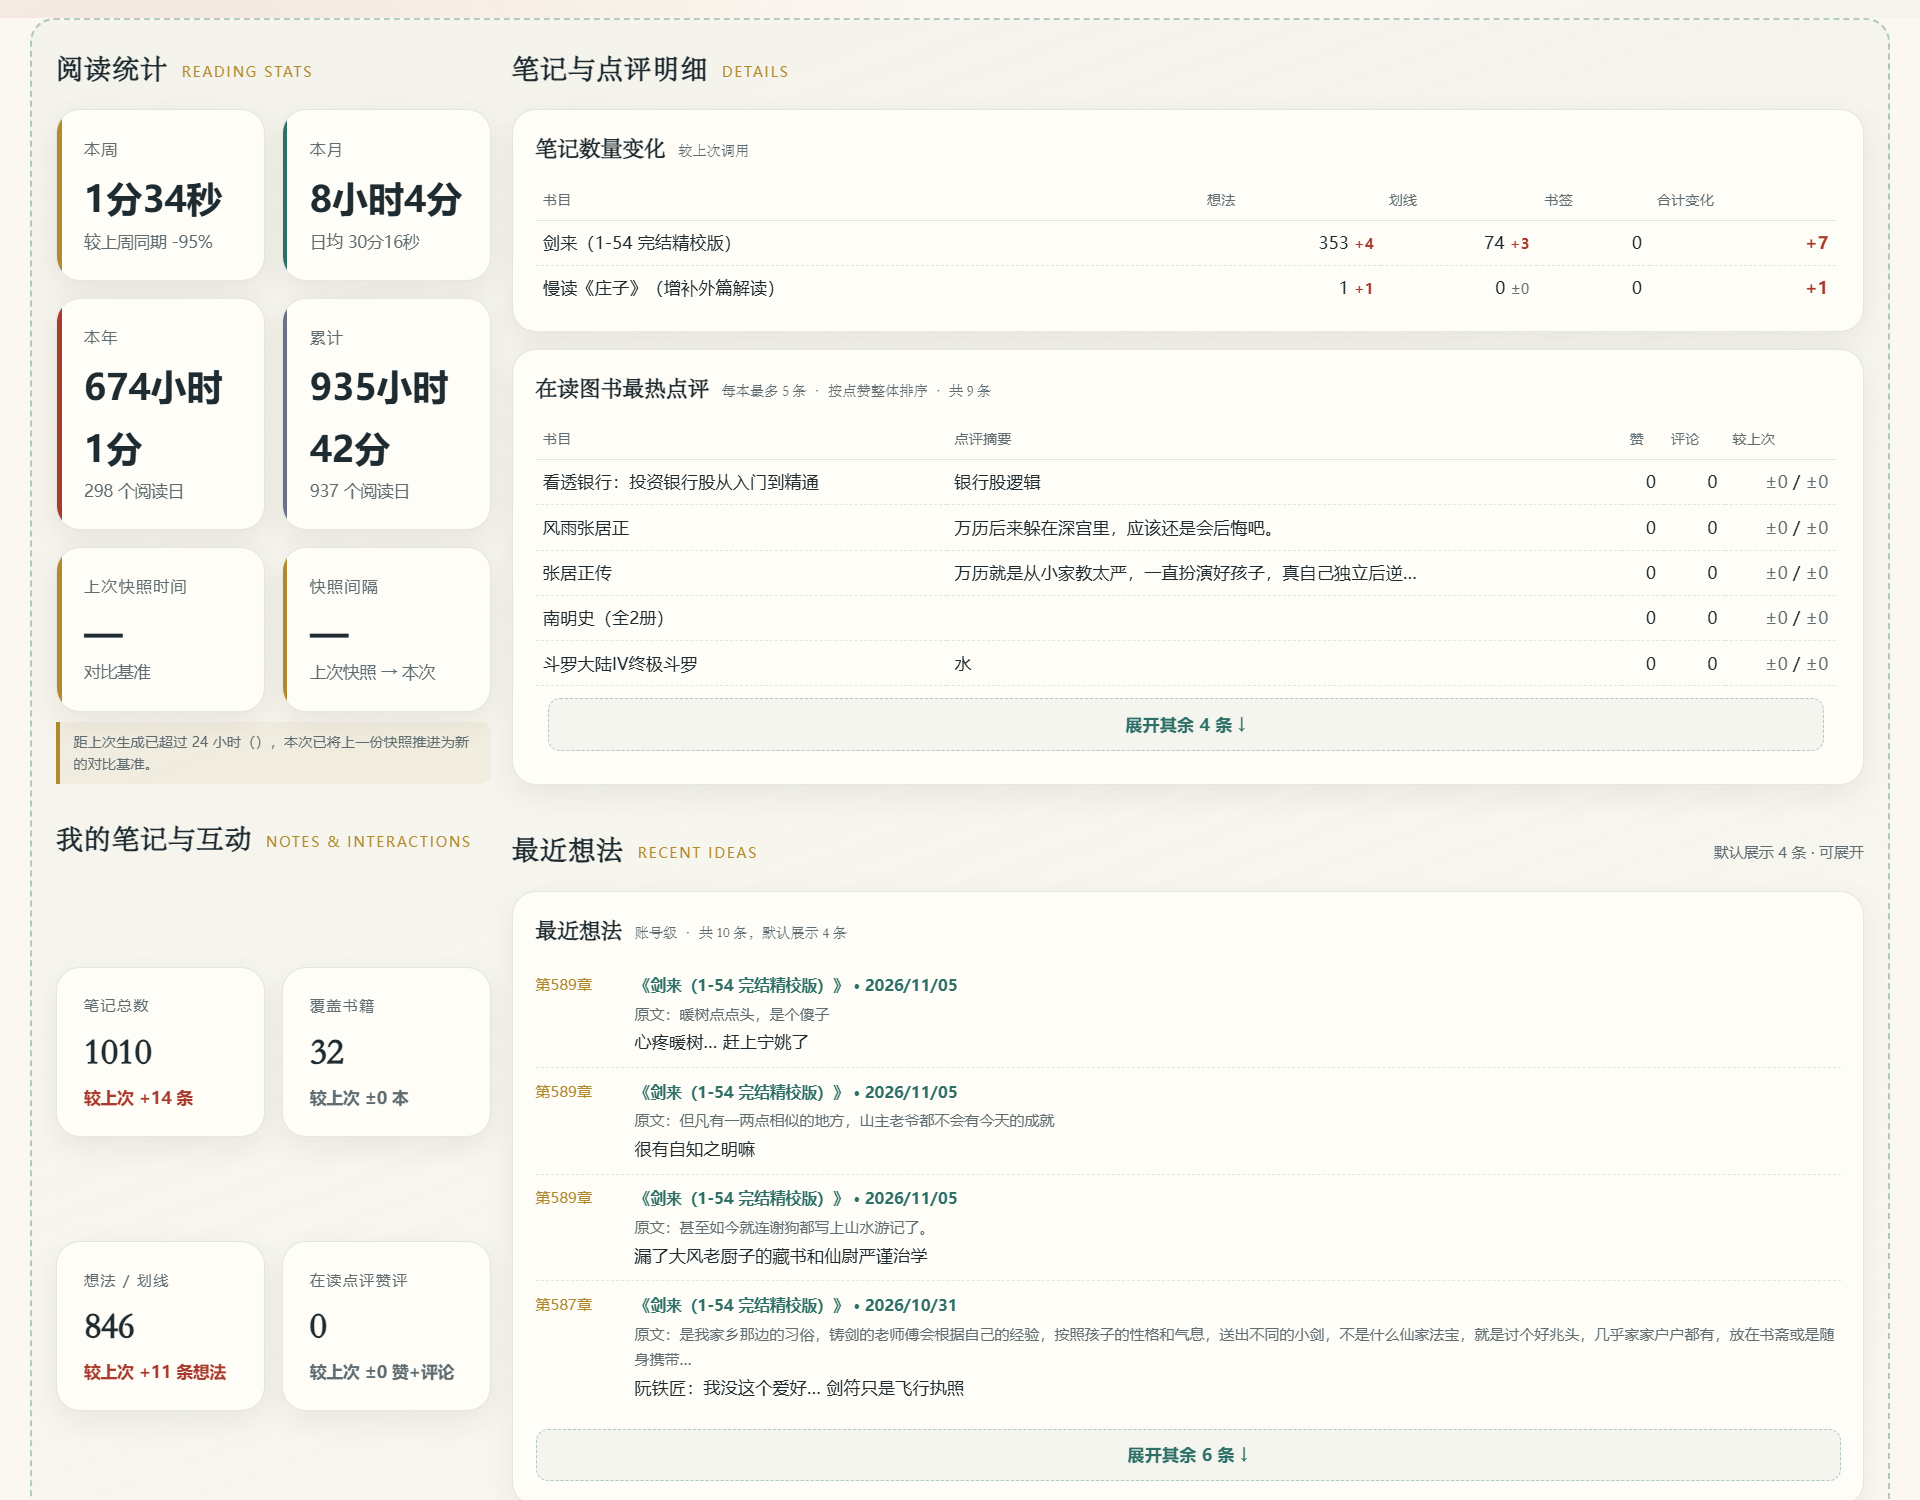 阅读统计 READING STATS
本周
1分34秒
较上周同期 -95%
本月
8小时4分
日均 30分16秒
本年
674小时
1分
298 个阅读日
累计
935小时
42分
937 个阅读日
上次快照时间
—
对比基准
快照间隔
—
上次快照 → 本次
距上次生成已超过 24 小时（），本次已将上一份快照推进为新
的对比基准。
笔记与点评明细 DETAILS
笔记数量变化 较上次调用
书目 想法 划线 书签 合计变化
剑来（1-54 完结精校版） 353 +4 74 +3 0 +7
慢读《庄子》（增补外篇解读） 1 +1 0 ±0 0 +1
在读图书最热点评 每本最多 5 条 · 按点赞整体排序 · 共 9 条
书目 点评摘要 赞 评论 较上次
看透银行：投资银行股从入门到精通 银行股逻辑 0 0 ±0 / ±0
风雨张居正 万历后来躲在深宫里，应该还是会后悔吧。 0 0 ±0 / ±0
张居正传 万历就是从小家教太严，一直扮演好孩子，真自己独立后逆... 0 0 ±0 / ±0
南明史（全2册） 0 0 ±0 / ±0
斗罗大陆IV终极斗罗 水 0 0 ±0 / ±0
展开其余 4 条 ↓
我的笔记与互动 NOTES & INTERACTIONS
笔记总数
1010
较上次 +14 条
覆盖书籍
32
较上次 ±0 本
想法 / 划线
846
较上次 +11 条想法
在读点评赞评
0
较上次 ±0 赞+评论
最近想法 RECENT IDEAS
默认展示 4 条 · 可展开
最近想法 账号级 · 共 10 条，默认展示 4 条
第589章 《剑来（1-54 完结精校版）》 • 2026/11/05
原文：暖树点点头，是个傻子
心疼暖树... 赶上宁姚了
第589章 《剑来（1-54 完结精校版）》 • 2026/11/05
原文：但凡有一两点相似的地方，山主老爷都不会有今天的成就
很有自知之明嘛
第589章 《剑来（1-54 完结精校版）》 • 2026/11/05
原文：甚至如今就连谢狗都写上山水游记了。
漏了大风老厨子的藏书和仙尉严谨治学
第587章 《剑来（1-54 完结精校版）》 • 2026/10/31
原文：是我家乡那边的习俗，铸剑的老师傅会根据自己的经验，按照孩子的性格和气息，送出不同的小剑，不是什么仙家法宝，就是讨个好兆头，几乎家家户户都有，放在书斋或是随
身携带...
阮铁匠：我没这个爱好... 剑符只是飞行执照
展开其余 6 条 ↓